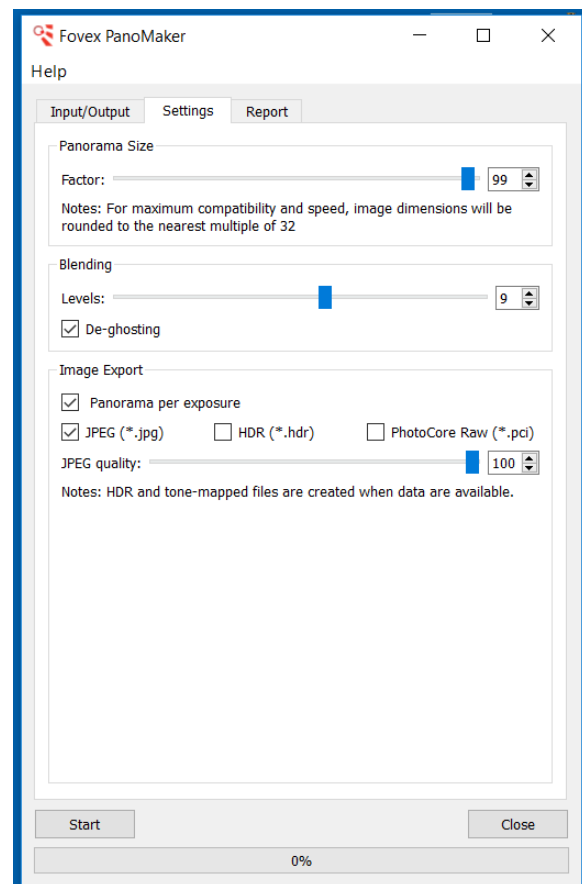 Fovex PanoMaker
Help
Input/Output Settings Report
Panorama Size
Factor: 99
Notes: For maximum compatibility and speed, image dimensions will be
rounded to the nearest multiple of 32
Blending
Levels: 9
De-ghosting
Image Export
Panorama per exposure
JPEG (*.jpg) HDR (*.hdr) PhotoCore Raw (*.pci)
JPEG quality: 100
Notes: HDR and tone-mapped files are created when data are available.
Start Close
0%